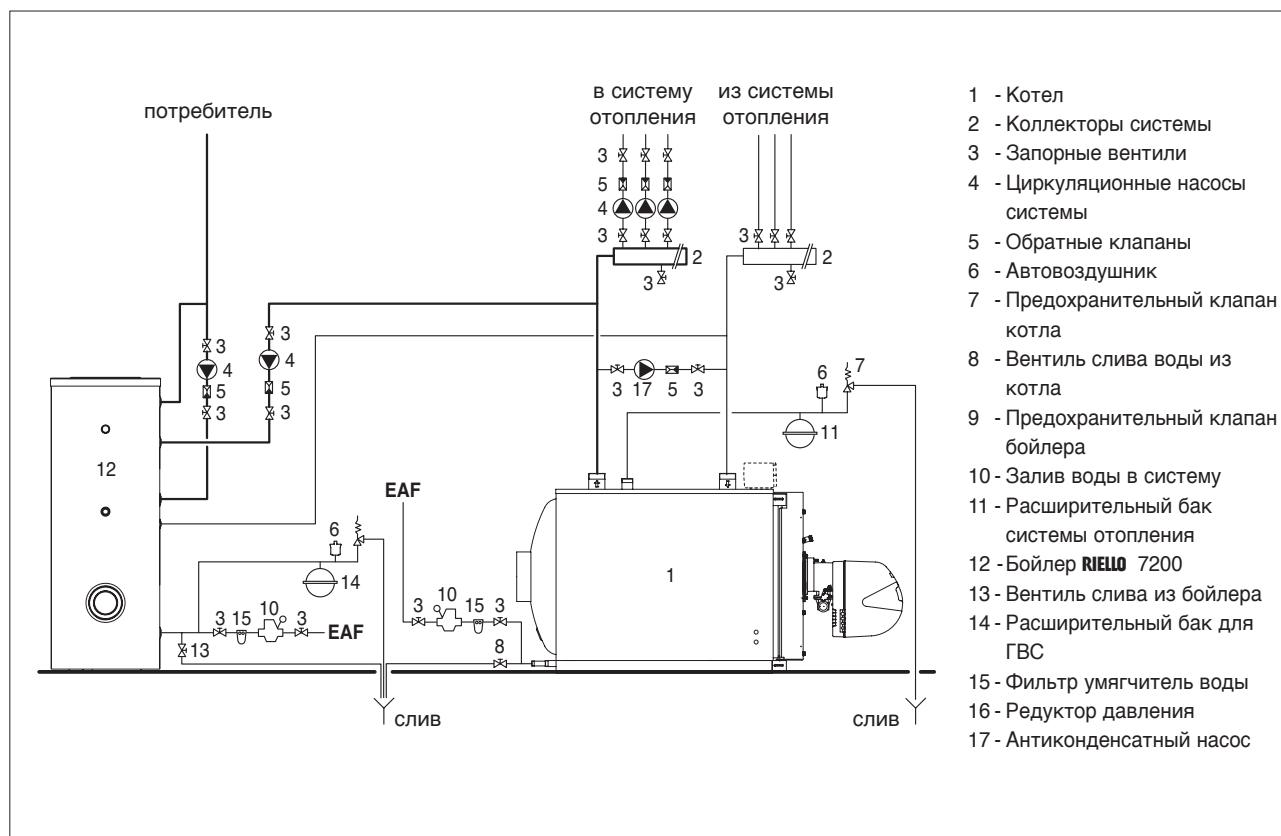 потребитель
в систему
отопления
из системы
отопления
3
5
4
3
2
3
3
2
3
3
4
5
3
3
4
5
3
3
17
5
3
6
7
11
12
EAF
6
14
3
15
10
3
EAF
13
3
10
15
3
8
1
слив
слив
1 - Котел
2 - Коллекторы системы
3 - Запорные вентили
4 - Циркуляционные насосы
системы
5 - Обратные клапаны
6 - Автовоздушник
7 - Предохранительный клапан
котла
8 - Вентиль слива воды из
котла
9 - Предохранительный клапан
бойлера
10 - Залив воды в систему
11 - Расширительный бак
системы отопления
12 - Бойлер RIELLO 7200
13 - Вентиль слива из бойлера
14 - Расширительный бак для
ГВС
15 - Фильтр умягчитель воды
16 - Редуктор давления
17 - Антиконденсатный насос